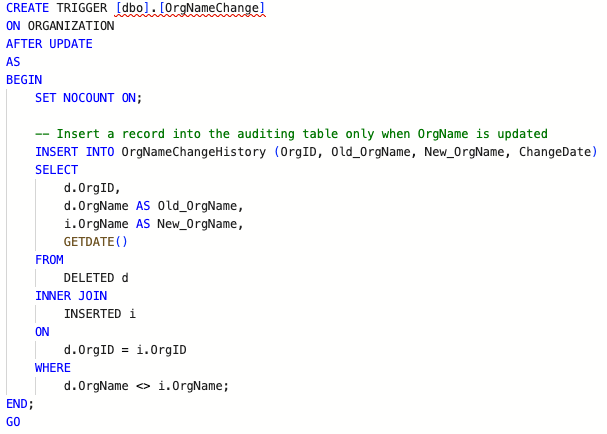 CREATE TRIGGER [dbo].[OrgNameChange]
ON ORGANIZATION
AFTER UPDATE
AS
BEGIN
    SET NOCOUNT ON;

    -- Insert a record into the auditing table only when OrgName is updated
    INSERT INTO OrgNameChangeHistory (OrgID, Old_OrgName, New_OrgName, ChangeDate)
    SELECT
        d.OrgID,
        d.OrgName AS Old_OrgName,
        i.OrgName AS New_OrgName,
        GETDATE()
    FROM
        DELETED d
    INNER JOIN
        INSERTED i
    ON
        d.OrgID = i.OrgID
    WHERE
        d.OrgName <> i.OrgName;
END;
GO